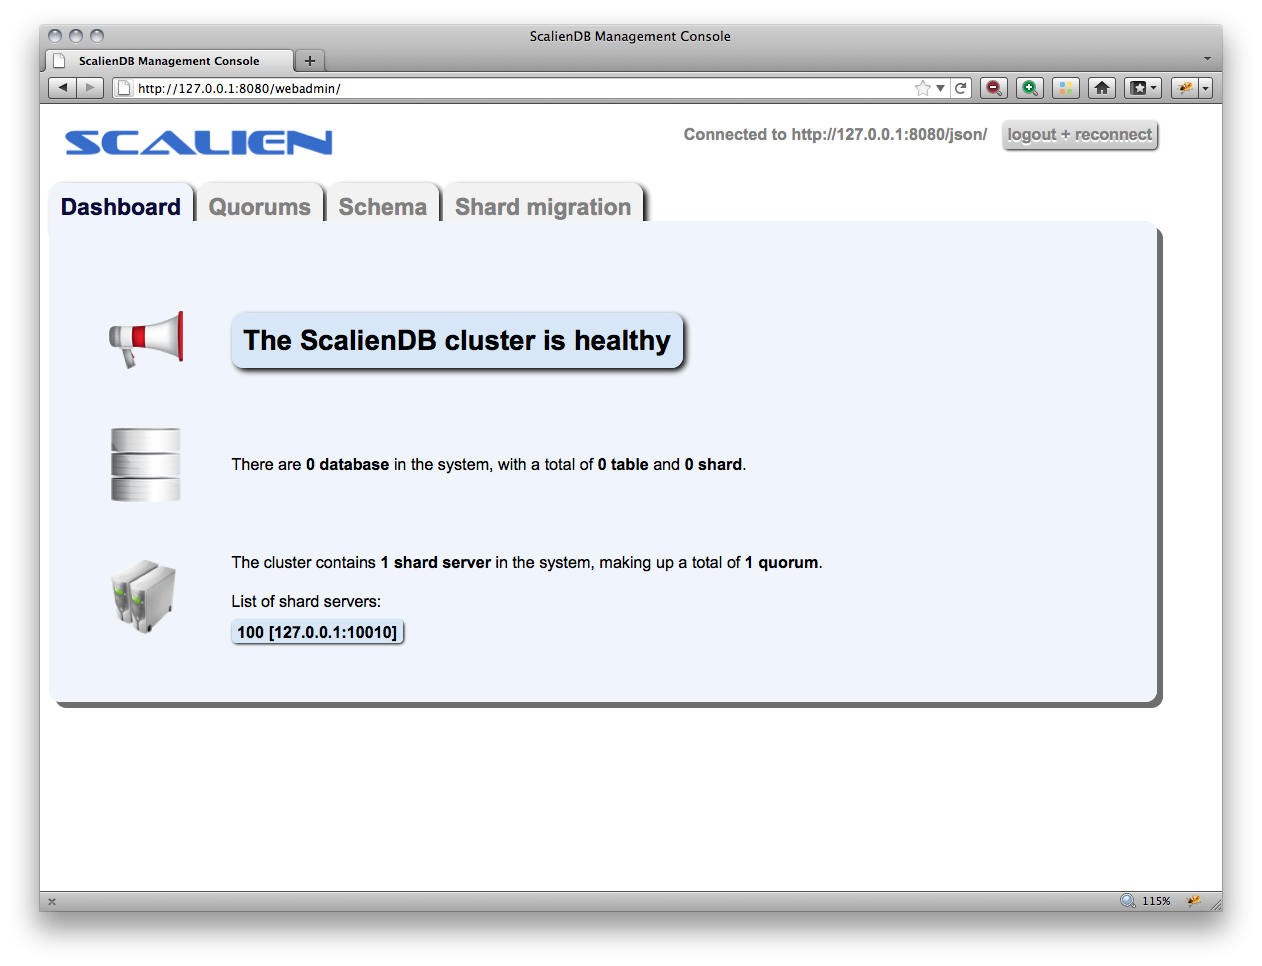 ScalienDB Management Console
ScalienDB Management Console
http://127.0.0.1:8080/webadmin/
SCALIEN
Connected to http://127.0.0.1:8080/json/ logout + reconnect
Dashboard Quorums Schema Shard migration
The ScalienDB cluster is healthy
There are 0 database in the system, with a total of 0 table and 0 shard.
The cluster contains 1 shard server in the system, making up a total of 1 quorum.
List of shard servers:
100 [127.0.0.1:10010]
115%